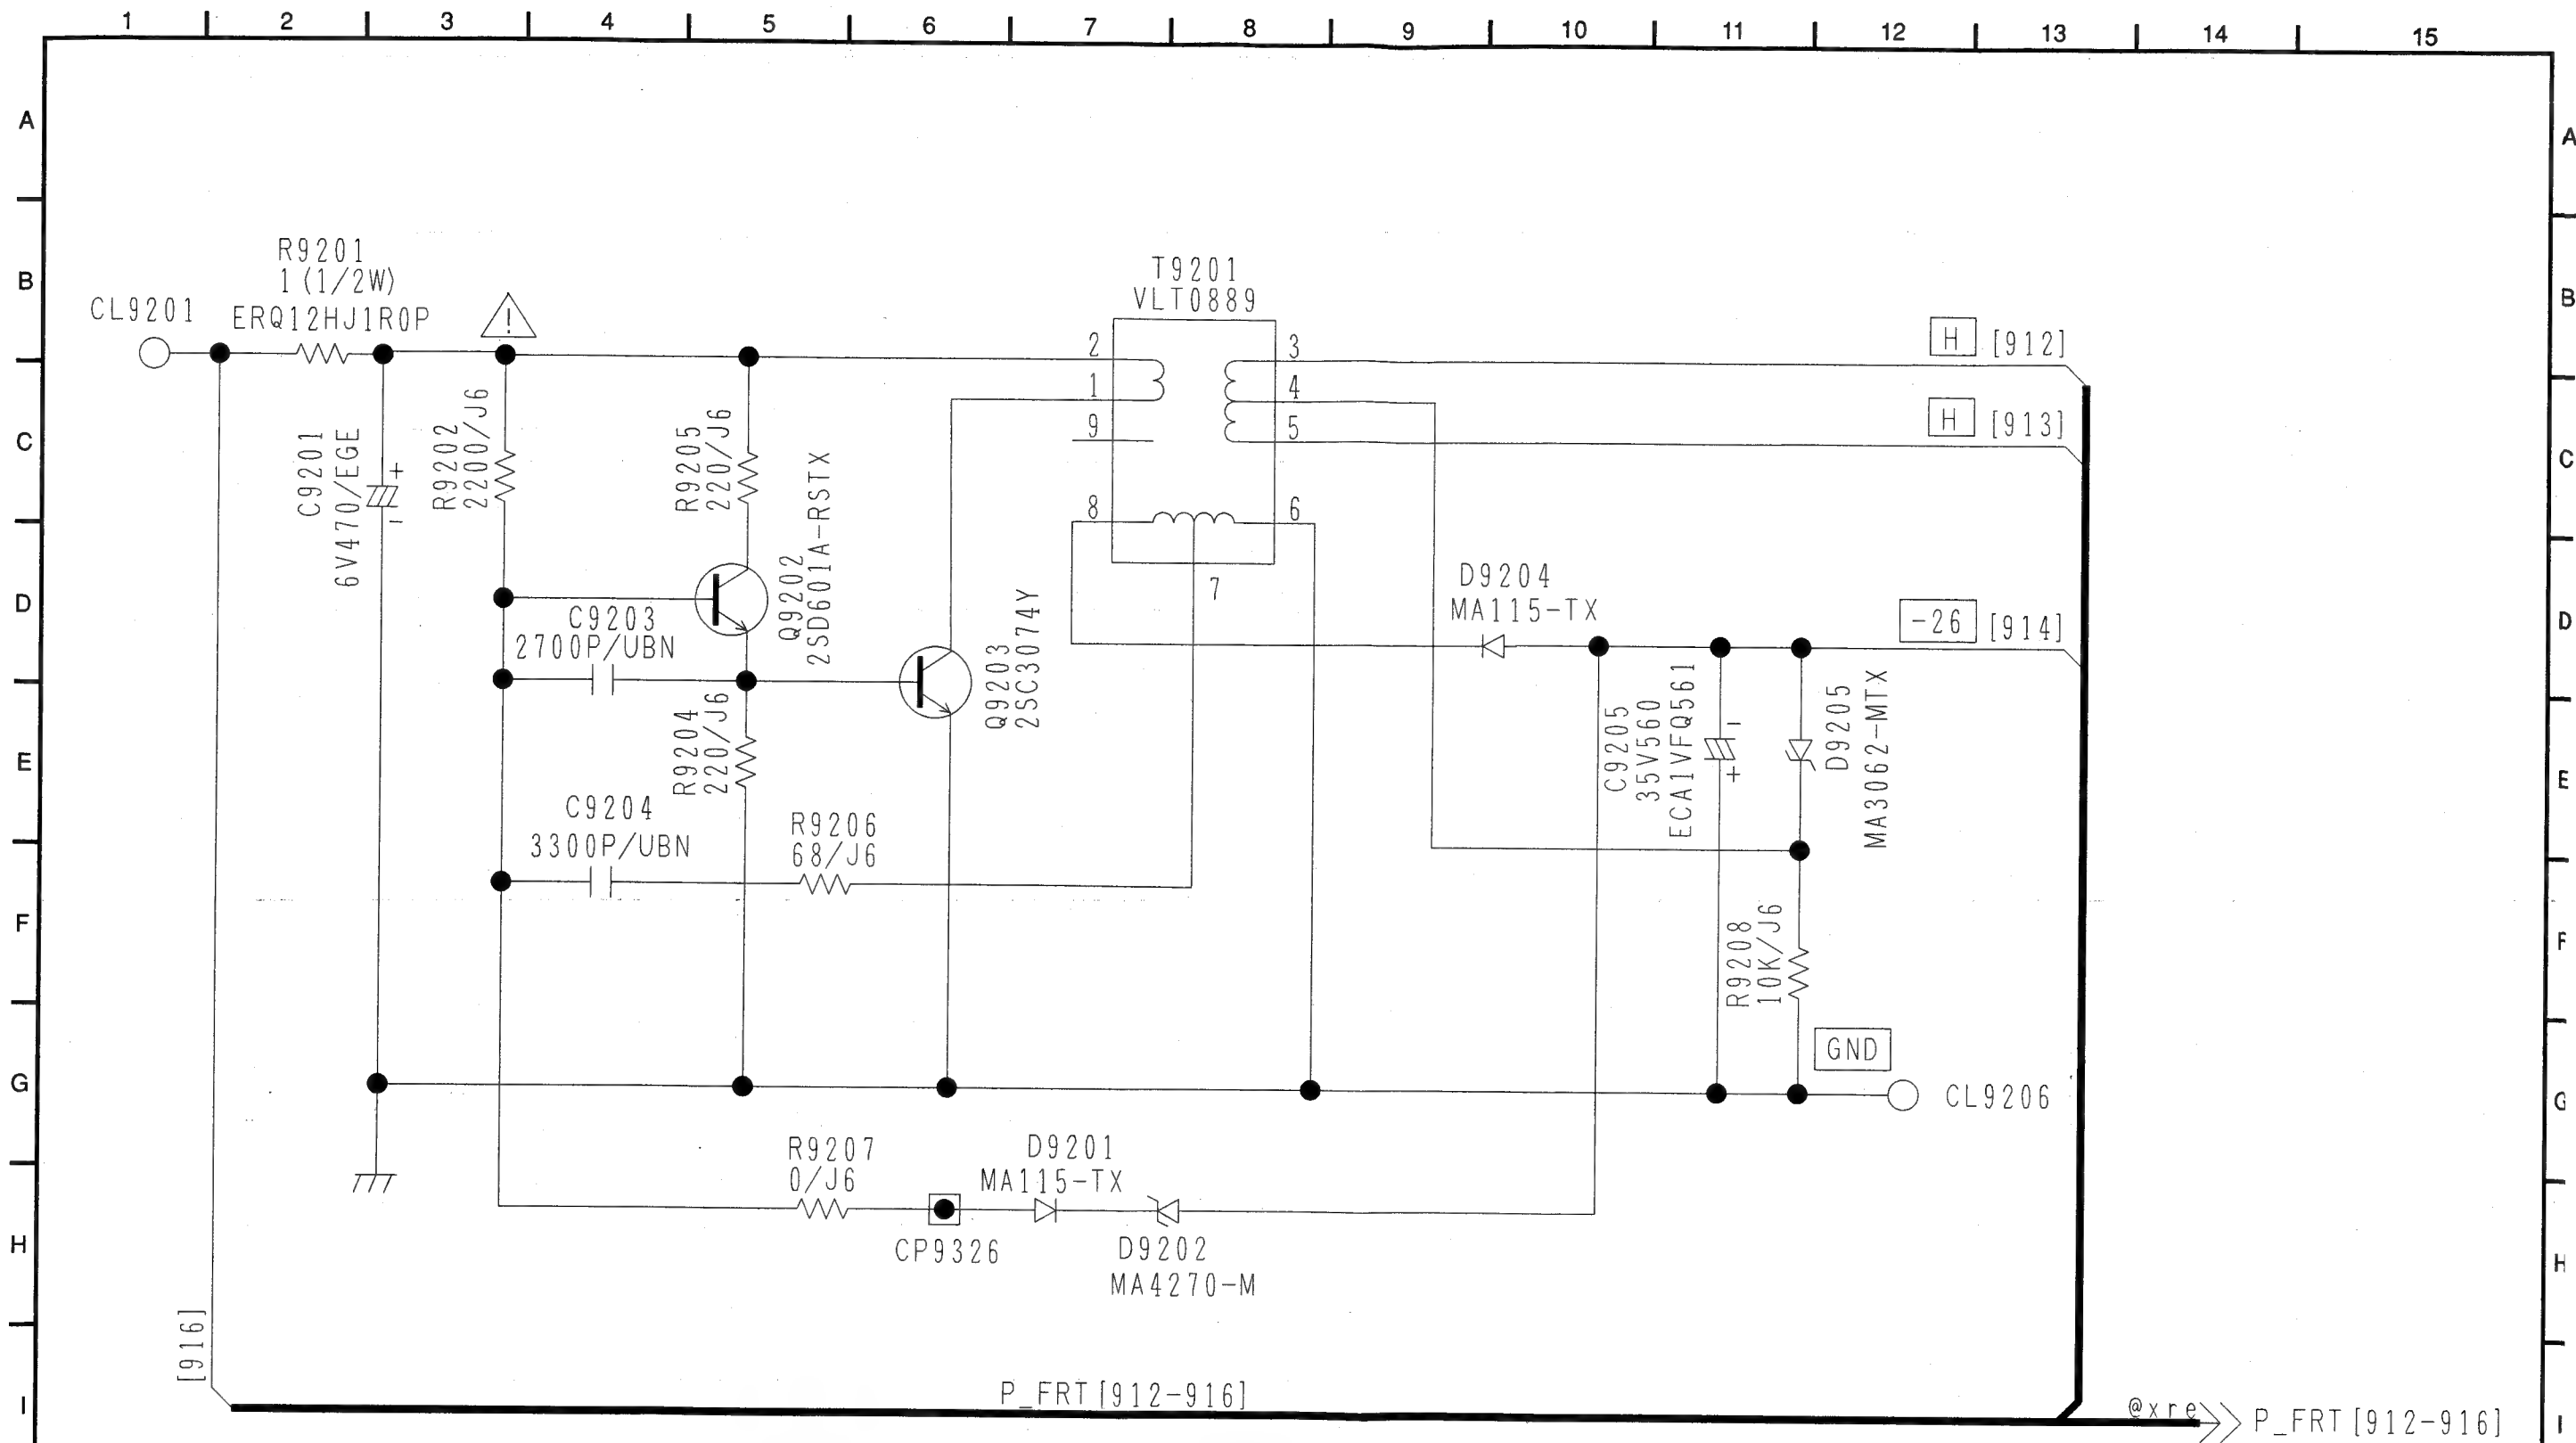 1 2 3 4 5 6 7 8 9 10 11 12 13 14 15
A A
B B
C C
D D
E E
F F
G G
H H
I I
R9201
1(1/2W)
ERQ12HJ1R0P
CL9201
!
T9201
VLT0889
2
1
9
8
3
4
5
6
7
H [912]
H [913]
C9201
6V470/EGE
+
-
R9202
2200/J6
R9205
220/J6
Q9202
2SD601A-RSTX
C9203
2700P/UBN
Q9203
2SC3074Y
R9204
220/J6
C9204
3300P/UBN
R9206
68/J6
D9204
MA115-TX
-26 [914]
C9205
35V560
ECA1VFQ561
-
+
D9205
MA3062-MTX
R9208
10K/J6
GND
CL9206
R9207
0/J6
CP9326
D9201
MA115-TX
D9202
MA4270-M
[916]
P_FRT[912-916]
@xre
P_FRT[912-916]